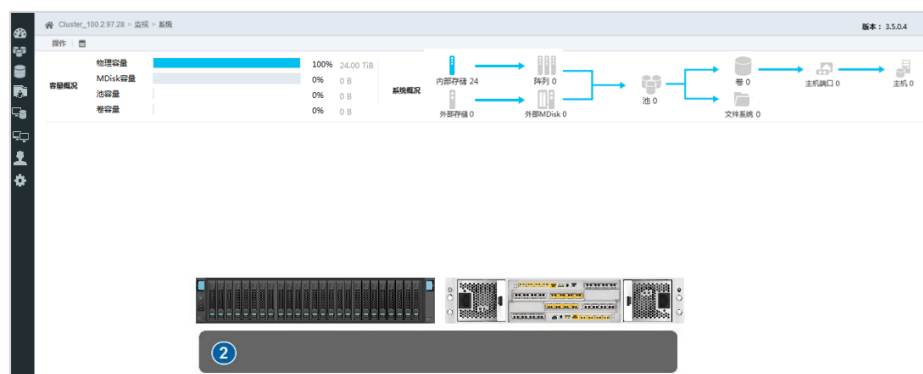 Cluster_100.2.97.28 > 监视 > 系统
版本： 3.5.0.4
操作
容量概况
物理容量 100% 24.00 TiB
MDisk容量 0% 0 B
池容量 0% 0 B
卷容量 0% 0 B
系统概况
内部存储 24
阵列 0
外部存储 0
外部MDisk 0
池 0
卷 0
文件系统 0
主机端口 0
主机 0
2